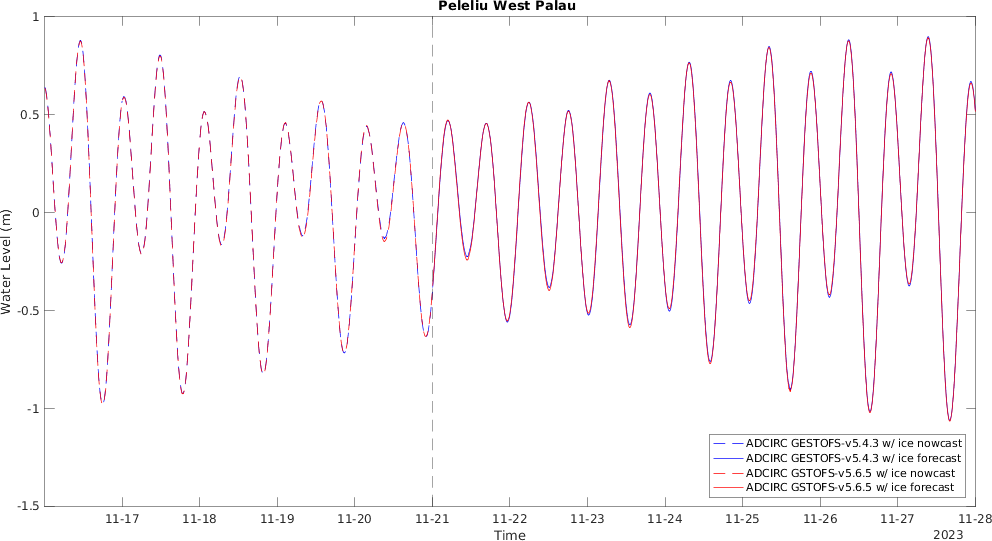 Peleliu West Palau
1
0.5
0
-0.5
-1
-1.5
Water Level (m)
11-17
11-18
11-19
11-20
11-21
11-22
11-23
11-24
11-25
11-26
11-27
11-28
Time
2023
ADCIRC GESTOFS-v5.4.3 w/ ice nowcast
ADCIRC GESTOFS-v5.4.3 w/ ice forecast
ADCIRC GSTOFS-v5.6.5 w/ ice nowcast
ADCIRC GSTOFS-v5.6.5 w/ ice forecast